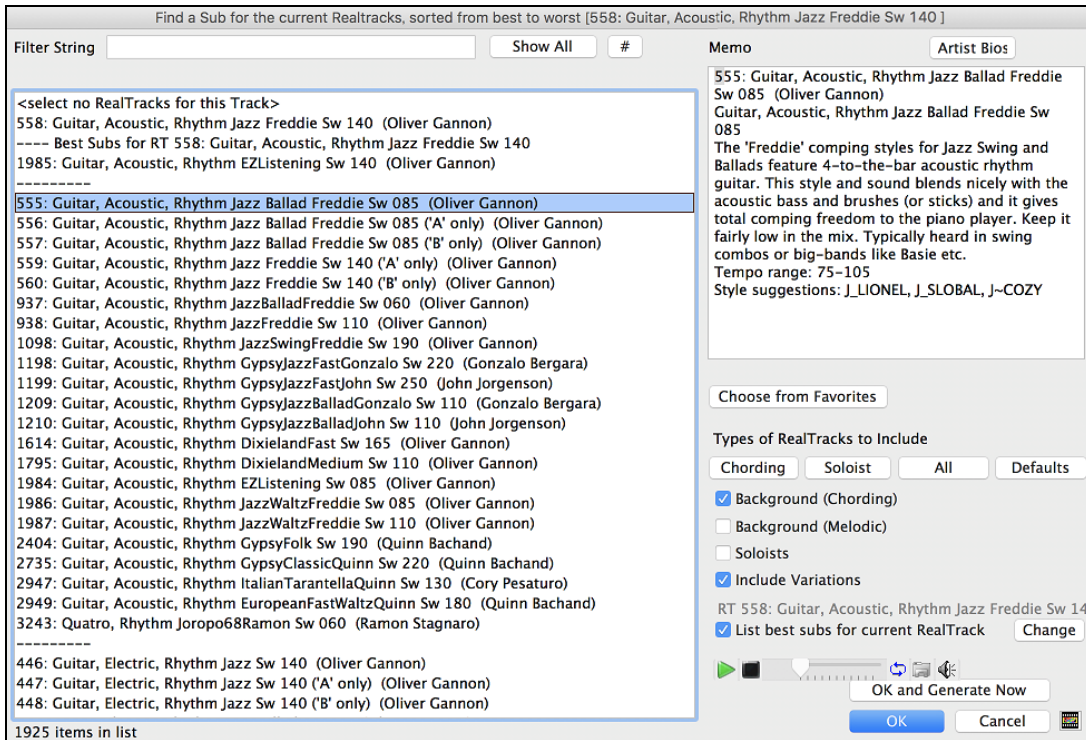 Find a Sub for the current Realtracks, sorted from best to worst [558: Guitar, Acoustic, Rhythm Jazz Freddie Sw 140 ]
Filter String
Show All
#
<select no RealTracks for this Track>
558: Guitar, Acoustic, Rhythm Jazz Freddie Sw 140 (Oliver Gannon)
---- Best Subs for RT 558: Guitar, Acoustic, Rhythm Jazz Freddie Sw 140
1985: Guitar, Acoustic, Rhythm EZListening Sw 140 (Oliver Gannon)
---------
555: Guitar, Acoustic, Rhythm Jazz Ballad Freddie Sw 085 (Oliver Gannon)
556: Guitar, Acoustic, Rhythm Jazz Ballad Freddie Sw 085 ('A' only) (Oliver Gannon)
557: Guitar, Acoustic, Rhythm Jazz Ballad Freddie Sw 085 ('B' only) (Oliver Gannon)
559: Guitar, Acoustic, Rhythm Jazz Freddie Sw 140 ('A' only) (Oliver Gannon)
560: Guitar, Acoustic, Rhythm Jazz Freddie Sw 140 ('B' only) (Oliver Gannon)
937: Guitar, Acoustic, Rhythm JazzBalladFreddie Sw 060 (Oliver Gannon)
938: Guitar, Acoustic, Rhythm JazzFreddie Sw 110 (Oliver Gannon)
1098: Guitar, Acoustic, Rhythm JazzSwingFreddie Sw 190 (Oliver Gannon)
1198: Guitar, Acoustic, Rhythm GypsyJazzFastGonzalo Sw 220 (Gonzalo Bergara)
1199: Guitar, Acoustic, Rhythm GypsyJazzFastJohn Sw 250 (John Jorgenson)
1209: Guitar, Acoustic, Rhythm GypsyJazzBalladGonzalo Sw 110 (Gonzalo Bergara)
1210: Guitar, Acoustic, Rhythm GypsyJazzBalladJohn Sw 110 (John Jorgenson)
1614: Guitar, Acoustic, Rhythm DixielandFast Sw 165 (Oliver Gannon)
1795: Guitar, Acoustic, Rhythm DixielandMedium Sw 110 (Oliver Gannon)
1984: Guitar, Acoustic, Rhythm EZListening Sw 085 (Oliver Gannon)
1986: Guitar, Acoustic, Rhythm JazzWaltzFreddie Sw 085 (Oliver Gannon)
1987: Guitar, Acoustic, Rhythm JazzWaltzFreddie Sw 110 (Oliver Gannon)
2404: Guitar, Acoustic, Rhythm GypsyFolk Sw 190 (Quinn Bachand)
2735: Guitar, Acoustic, Rhythm GypsyClassicQuinn Sw 220 (Quinn Bachand)
2947: Guitar, Acoustic, Rhythm ItalianTarantellaQuinn Sw 130 (Cory Pesaturo)
2949: Guitar, Acoustic, Rhythm EuropeanFastWaltzQuinn Sw 180 (Quinn Bachand)
3243: Quatro, Rhythm Joropo68Ramon Sw 060 (Ramon Stagnaro)
---------
446: Guitar, Electric, Rhythm Jazz Sw 140 (Oliver Gannon)
447: Guitar, Electric, Rhythm Jazz Sw 140 ('A' only) (Oliver Gannon)
448: Guitar, Electric, Rhythm Jazz Sw 140 ('B' only) (Oliver Gannon)
1925 items in list
Memo
Artist Bios
555: Guitar, Acoustic, Rhythm Jazz Ballad Freddie
Sw 085 (Oliver Gannon)
Guitar, Acoustic, Rhythm Jazz Ballad Freddie Sw
085
The 'Freddie' comping styles for Jazz Swing and
Ballads feature 4-to-the-bar acoustic rhythm
guitar. This style and sound blends nicely with the
acoustic bass and brushes (or sticks) and it gives
total comping freedom to the piano player. Keep it
fairly low in the mix. Typically heard in swing
combos or big-bands like Basie etc.
Tempo range: 75-105
Style suggestions: J_LIONEL, J_SLOBAL, J~COZY
Choose from Favorites
Types of RealTracks to Include
Chording
Soloist
All
Defaults
Background (Chording)
Background (Melodic)
Soloists
Include Variations
RT 558: Guitar, Acoustic, Rhythm Jazz Freddie Sw 14
List best subs for current RealTrack
Change
OK and Generate Now
OK
Cancel